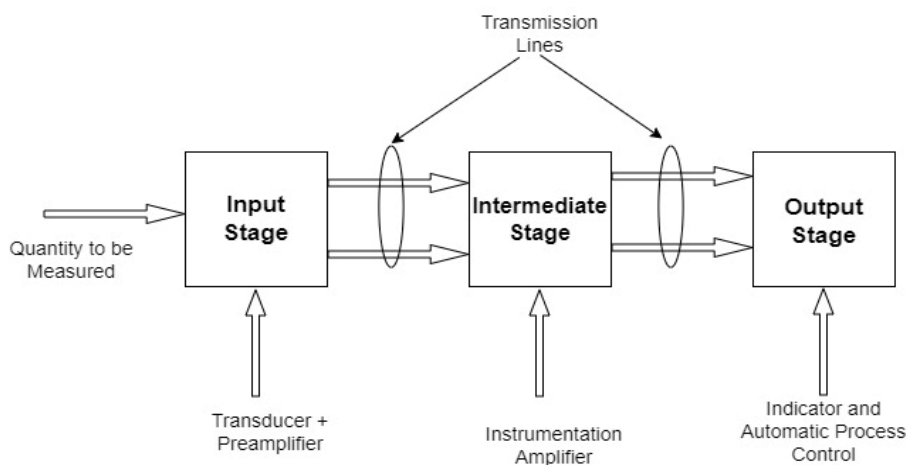 Transmission
Lines
Input
Stage
Intermediate
Stage
Output
Stage
Quantity to be
Measured
Transducer +
Preamplifier
Instrumentation
Amplifier
Indicator and
Automatic Process
Control